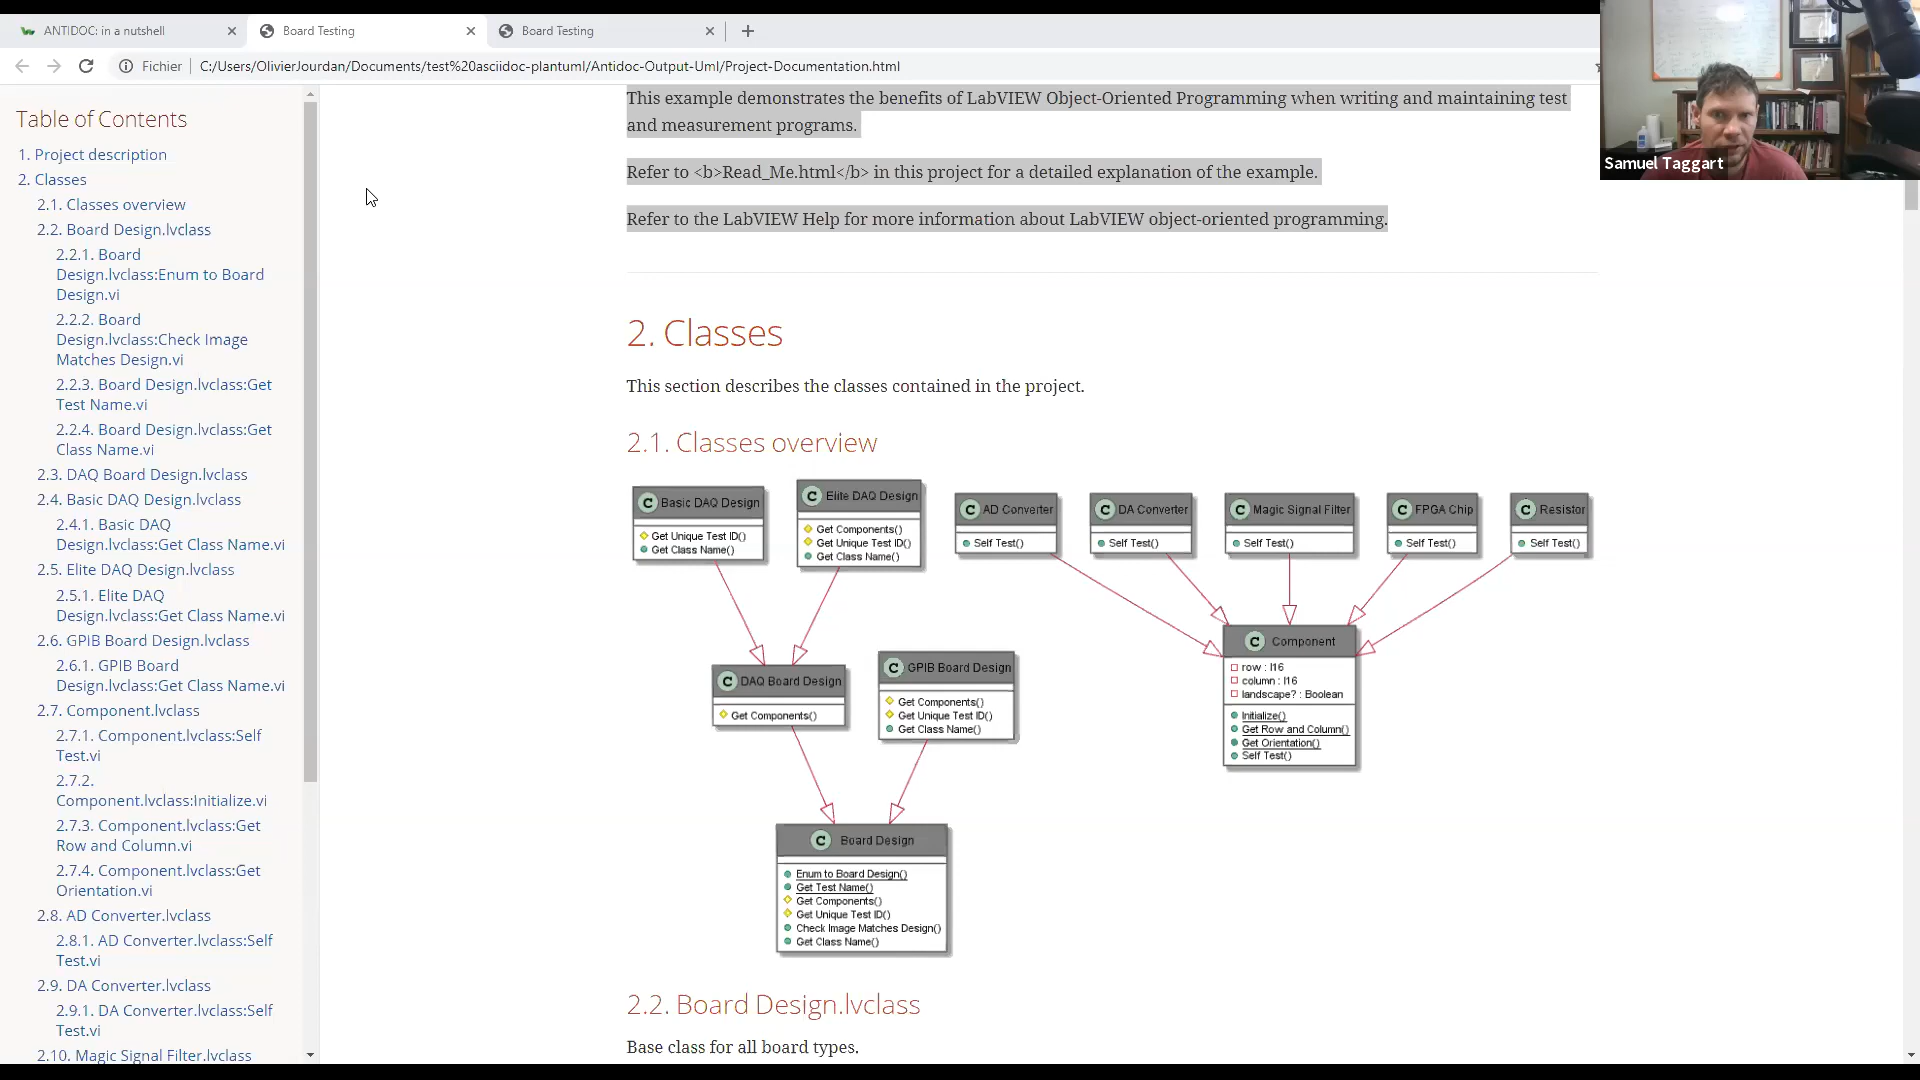 ANTIDOC: in a nutshell
Board Testing
Board Testing
Fichier
C:/Users/OlivierJourdan/Documents/test%20asciidoc-plantuml/Antidoc-Output-Uml/Project-Documentation.html
Samuel Taggart
Table of Contents
1. Project description
2. Classes
2.1. Classes overview
2.2. Board Design.lvclass
2.2.1. Board
Design.lvclass:Enum to Board
Design.vi
2.2.2. Board
Design.lvclass:Check Image
Matches Design.vi
2.2.3. Board Design.lvclass:Get
Test Name.vi
2.2.4. Board Design.lvclass:Get
Class Name.vi
2.3. DAQ Board Design.lvclass
2.4. Basic DAQ Design.lvclass
2.4.1. Basic DAQ
Design.lvclass:Get Class Name.vi
2.5. Elite DAQ Design.lvclass
2.5.1. Elite DAQ
Design.lvclass:Get Class Name.vi
2.6. GPIB Board Design.lvclass
2.6.1. GPIB Board
Design.lvclass:Get Class Name.vi
2.7. Component.lvclass
2.7.1. Component.lvclass:Self
Test.vi
2.7.2.
Component.lvclass:Initialize.vi
2.7.3. Component.lvclass:Get
Row and Column.vi
2.7.4. Component.lvclass:Get
Orientation.vi
2.8. AD Converter.lvclass
2.8.1. AD Converter.lvclass:Self
Test.vi
2.9. DA Converter.lvclass
2.9.1. DA Converter.lvclass:Self
Test.vi
2.10. Magic Signal Filter.lvclass
This example demonstrates the benefits of LabVIEW Object-Oriented Programming when writing and maintaining test
and measurement programs.
Refer to <b>Read_Me.html</b> in this project for a detailed explanation of the example.
Refer to the LabVIEW Help for more information about LabVIEW object-oriented programming.
2. Classes
This section describes the classes contained in the project.
2.1. Classes overview
C Basic DAQ Design
Get Unique Test ID()
Get Class Name()
C Elite DAQ Design
Get Components()
Get Unique Test ID()
Get Class Name()
C AD Converter
Self Test()
C DA Converter
Self Test()
C Magic Signal Filter
Self Test()
C FPGA Chip
Self Test()
C Resistor
Self Test()
C DAQ Board Design
Get Components()
C GPIB Board Design
Get Components()
Get Unique Test ID()
Get Class Name()
C Component
row : I16
column : I16
landscape? : Boolean
Initialize()
Get Row and Column()
Get Orientation()
Self Test()
C Board Design
Enum to Board Design()
Get Test Name()
Get Components()
Get Unique Test ID()
Check Image Matches Design()
Get Class Name()
2.2. Board Design.lvclass
Base class for all board types.